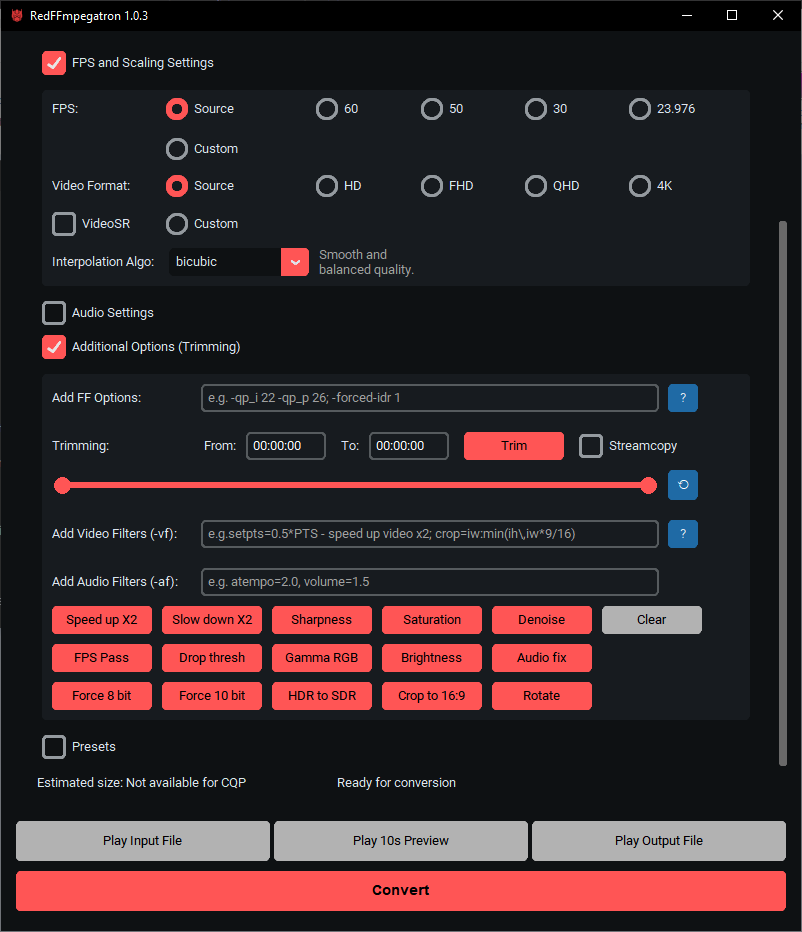 RedFFmpegatron 1.0.3
FPS and Scaling Settings
FPS: Source 60 50 30 23.976
Custom
Video Format: Source HD FHD QHD 4K
VideoSR Custom
Interpolation Algo: bicubic Smooth and
balanced quality.
Audio Settings
Additional Options (Trimming)
Add FF Options: e.g. -qp_i 22 -qp_p 26; -forced-idr 1 ?
Trimming: From: 00:00:00 To: 00:00:00 Trim Streamcopy
Add Video Filters (-vf): e.g.setpts=0.5*PTS - speed up video x2; crop=iw:min(ih\,iw*9/16) ?
Add Audio Filters (-af): e.g. atempo=2.0, volume=1.5
Speed up X2 Slow down X2 Sharpness Saturation Denoise Clear
FPS Pass Drop thresh Gamma RGB Brightness Audio fix
Force 8 bit Force 10 bit HDR to SDR Crop to 16:9 Rotate
Presets
Estimated size: Not available for CQP Ready for conversion
Play Input File Play 10s Preview Play Output File
Convert